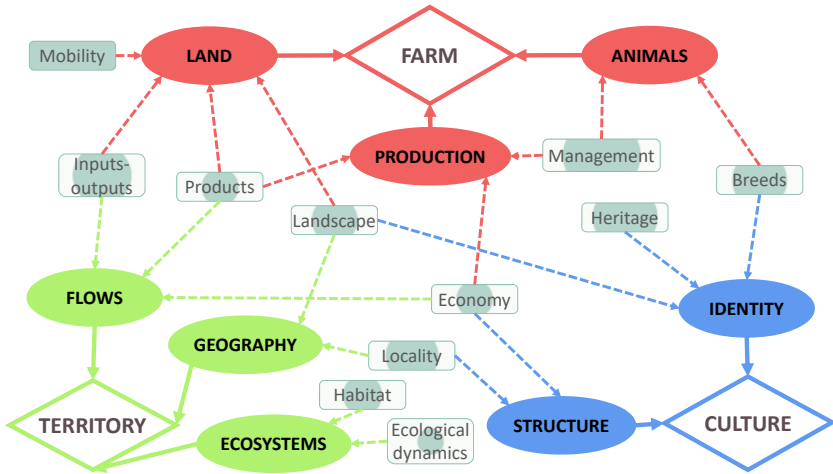 Mobility
LAND
FARM
ANIMALS
Inputs-
outputs
Products
PRODUCTION
Management
Breeds
Landscape
Heritage
FLOWS
Economy
IDENTITY
GEOGRAPHY
Locality
Habitat
TERRITORY
ECOSYSTEMS
Ecological
dynamics
STRUCTURE
CULTURE